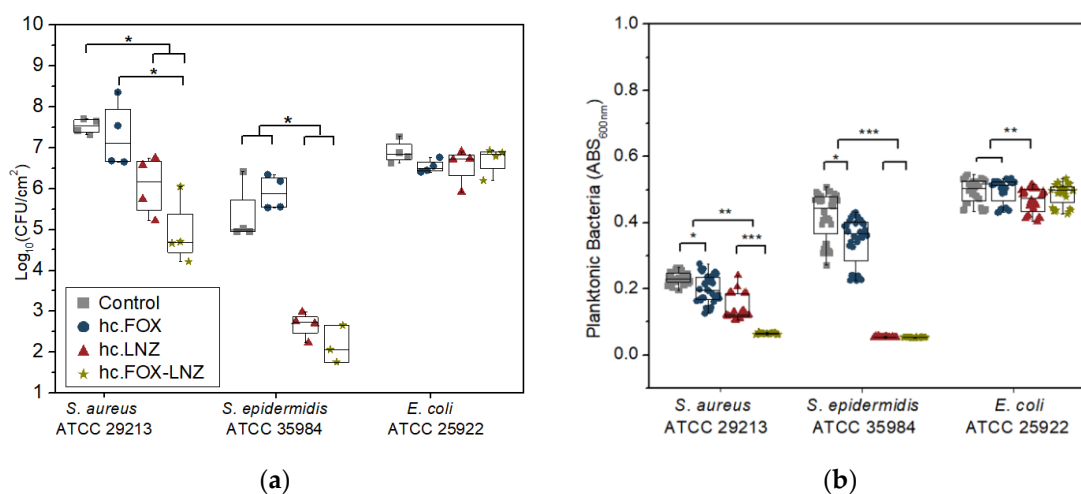 (a)
Log10(CFU/cm²)
10
9
8
7
6
5
4
3
2
1
*
*
*
Control
hc.FOX
hc.LNZ
hc.FOX-LNZ
S. aureus
ATCC 29213
S. epidermidis
ATCC 35984
E. coli
ATCC 25922
(b)
Planktonic Bacteria (ABS600nm)
1.0
0.8
0.6
0.4
0.2
0.0
*
**
***
*
***
**
S. aureus
ATCC 29213
S. epidermidis
ATCC 35984
E. coli
ATCC 25922